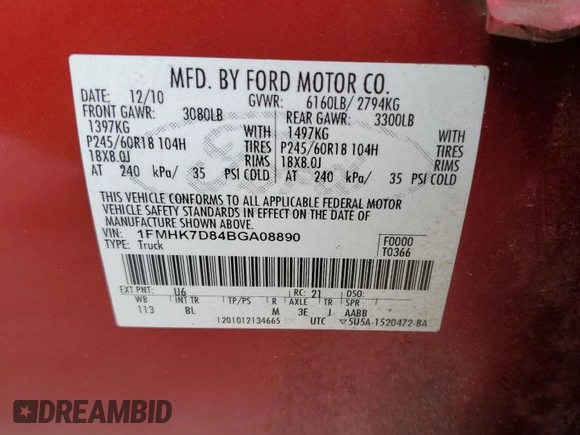 MFD. BY FORD MOTOR CO.
DATE: 12/10 GVWR: 6160LB/ 2794KG
FRONT GAWR: 3080LB REAR GAWR: 3300LB
1397KG WITH 1497KG WITH
P245/60R18 104H TIRES P245/60R18 104H TIRES
18X8.0J RIMS 18X8.0J RIMS
AT 240 kPa/ 35 PSI COLD AT 240 kPa/ 35 PSI COLD
THIS VEHICLE CONFORMS TO ALL APPLICABLE FEDERAL MOTOR
VEHICLE SAFETY STANDARDS IN EFFECT ON THE DATE OF
MANUFACTURE SHOWN ABOVE.
VIN: 1FMHK7D84BGA08890 F0000
TYPE: Truck T0366
EXT PNT: U6 RC: 21 DSO:
WB INT TR TP/PS R AXLE TR SPR
113 BL M 3E J AABB
1201012134665 UTC ▽5U5A-1520472-BA
Ford
DREAMBID.COM